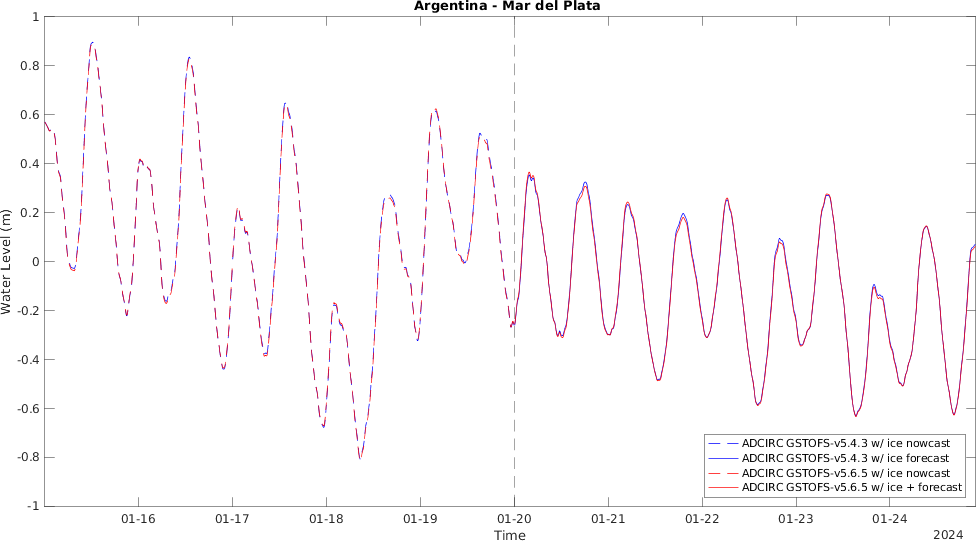 Argentina - Mar del Plata
1
0.8
0.6
0.4
0.2
0
-0.2
-0.4
-0.6
-0.8
-1
Water Level (m)
01-16 01-17 01-18 01-19 01-20 01-21 01-22 01-23 01-24
Time
2024
ADCIRC GSTOFS-v5.4.3 w/ ice nowcast
ADCIRC GSTOFS-v5.4.3 w/ ice forecast
ADCIRC GSTOFS-v5.6.5 w/ ice nowcast
ADCIRC GSTOFS-v5.6.5 w/ ice + forecast